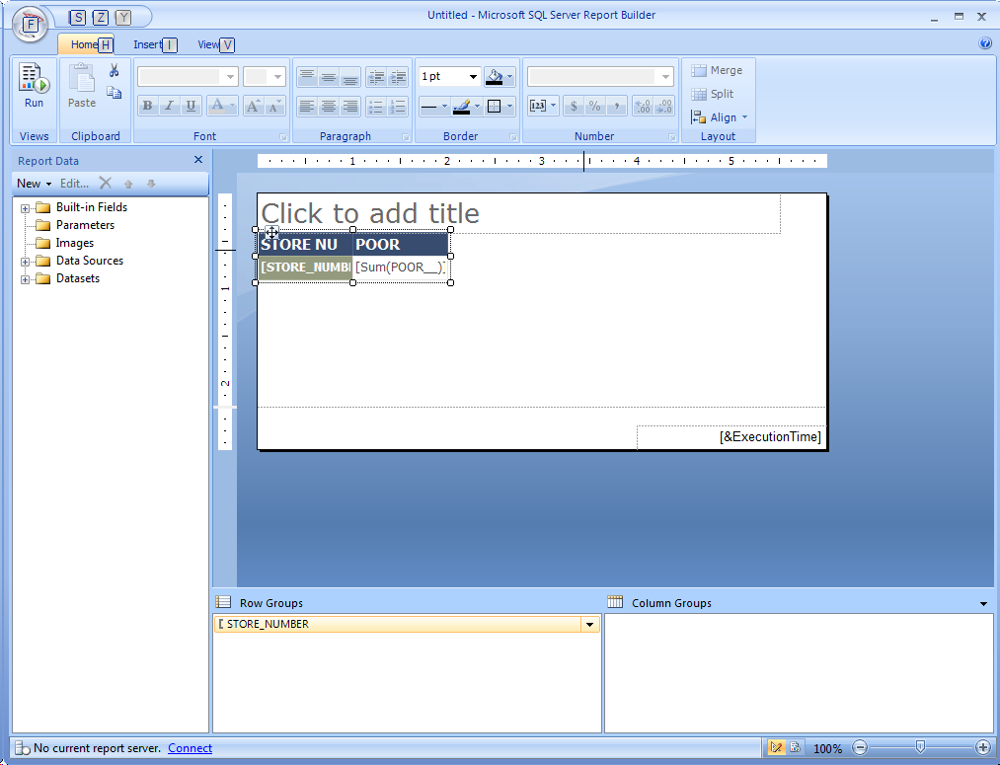 Untitled - Microsoft SQL Server Report Builder
F S Z Y
Home H Insert I View V
Run Paste 1 pt Merge
B I U A A A 123 $ % , Split
Align
Views Clipboard Font Paragraph Border Number Layout
Report Data
New Edit...
Built-in Fields
Parameters
Images
Data Sources
Datasets
1 2 3 4 5
1
2
Click to add title
STORE NU POOR
[STORE_NUMBE [Sum(POOR__)]
[&ExecutionTime]
Row Groups Column Groups
[ STORE_NUMBER
No current report server. Connect 100%